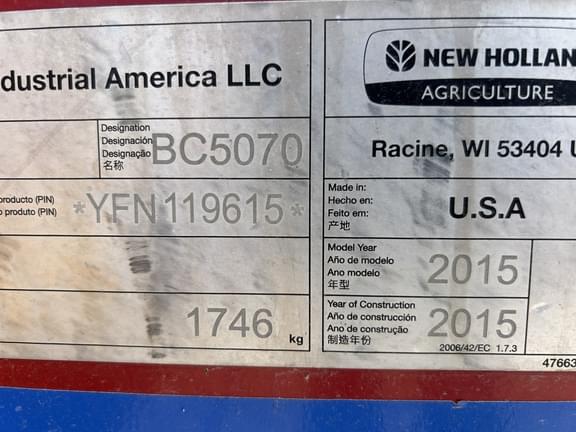 dustrial America LLC
NEW HOLLAN
AGRICULTURE
Designation
Designación
Designação
名称
BC5070
Racine, WI 53404 U
producto (PIN)
produto (PIN)
*YFN119615*
Made in:
Hecho en:
Feito em:
产地
U.S.A
Model Year
Año de modelo
Ano modelo
年型
2015
1746 kg
Year of Construction
Año de construcción
Ano de construção
制造年份
2015
2006/42/EC 1.7.3
47663